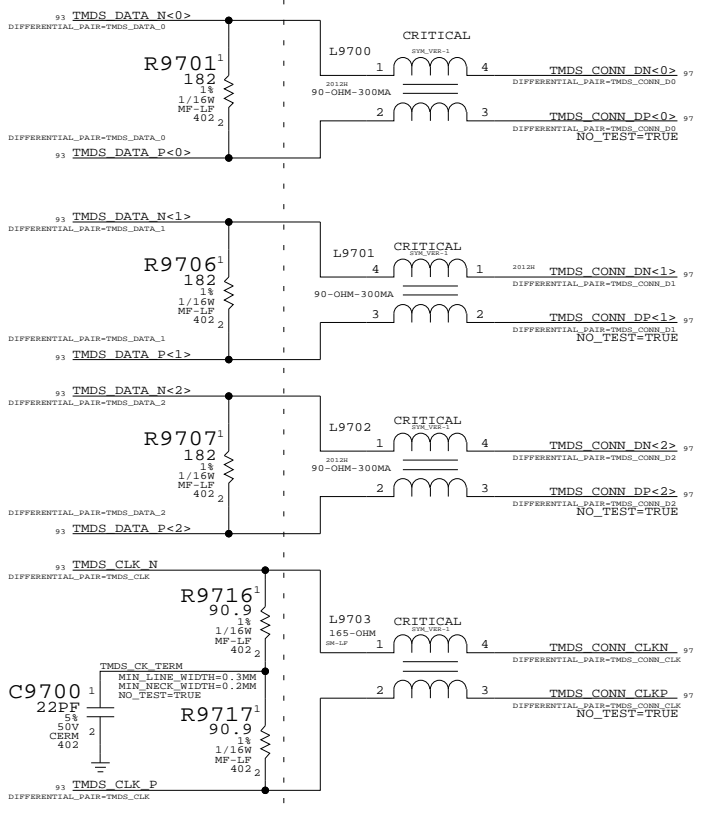 93 TMDS_DATA_N<0>
DIFFERENTIAL_PAIR=TMDS_DATA_0
R9701 1
182
1%
1/16W
MF-LF
402 2
DIFFERENTIAL_PAIR=TMDS_DATA_0
93 TMDS_DATA_P<0>
CRITICAL
L9700
SYM_VER-1
1 4
2012H
90-OHM-300MA
2 3
TMDS_CONN_DN<0> 97
DIFFERENTIAL_PAIR=TMDS_CONN_D0
TMDS_CONN_DP<0> 97
DIFFERENTIAL_PAIR=TMDS_CONN_D0
NO_TEST=TRUE
93 TMDS_DATA_N<1>
DIFFERENTIAL_PAIR=TMDS_DATA_1
R9706 1
182
1%
1/16W
MF-LF
402 2
DIFFERENTIAL_PAIR=TMDS_DATA_1
93 TMDS_DATA_P<1>
L9701
CRITICAL
SYM_VER-1
4 1
2012H
90-OHM-300MA
3 2
TMDS_CONN_DN<1> 97
DIFFERENTIAL_PAIR=TMDS_CONN_D1
TMDS_CONN_DP<1> 97
DIFFERENTIAL_PAIR=TMDS_CONN_D1
NO_TEST=TRUE
93 TMDS_DATA_N<2>
DIFFERENTIAL_PAIR=TMDS_DATA_2
R9707 1
182
1%
1/16W
MF-LF
402 2
DIFFERENTIAL_PAIR=TMDS_DATA_2
93 TMDS_DATA_P<2>
L9702
CRITICAL
SYM_VER-1
1 4
2012H
90-OHM-300MA
2 3
TMDS_CONN_DN<2> 97
DIFFERENTIAL_PAIR=TMDS_CONN_D2
TMDS_CONN_DP<2> 97
DIFFERENTIAL_PAIR=TMDS_CONN_D2
NO_TEST=TRUE
93 TMDS_CLK_N
DIFFERENTIAL_PAIR=TMDS_CLK
R9716 1
90.9
1%
1/16W
MF-LF
402 2
TMDS_CK_TERM
MIN_LINE_WIDTH=0.3MM
MIN_NECK_WIDTH=0.2MM
NO_TEST=TRUE
C9700 1
22PF
5%
50V
CERM
402
2
R9717 1
90.9
1%
1/16W
MF-LF
402 2
93 TMDS_CLK_P
DIFFERENTIAL_PAIR=TMDS_CLK
L9703
CRITICAL
165-OHM
SYM_VER-1
SM-LF
1 4
2 3
TMDS_CONN_CLKN 97
DIFFERENTIAL_PAIR=TMDS_CONN_CLK
TMDS_CONN_CLKP 97
DIFFERENTIAL_PAIR=TMDS_CONN_CLK
NO_TEST=TRUE